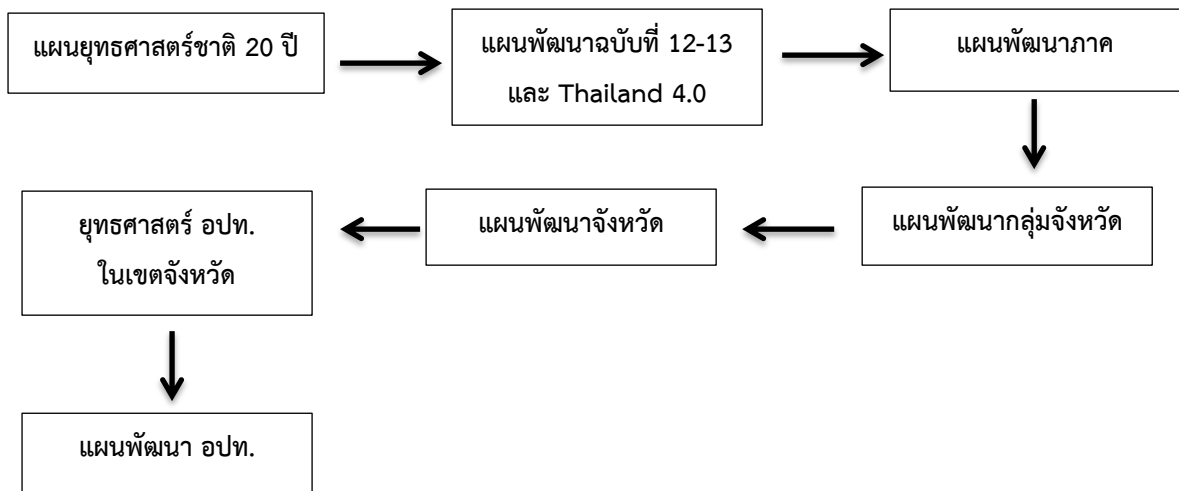 แผนยุทธศาสตร์ชาติ 20 ปี
แผนพัฒนาฉบับที่ 12-13
และ Thailand 4.0
แผนพัฒนาภาค
แผนพัฒนากลุ่มจังหวัด
แผนพัฒนาจังหวัด
ยุทธศาสตร์ อปท.
ในเขตจังหวัด
แผนพัฒนา อปท.